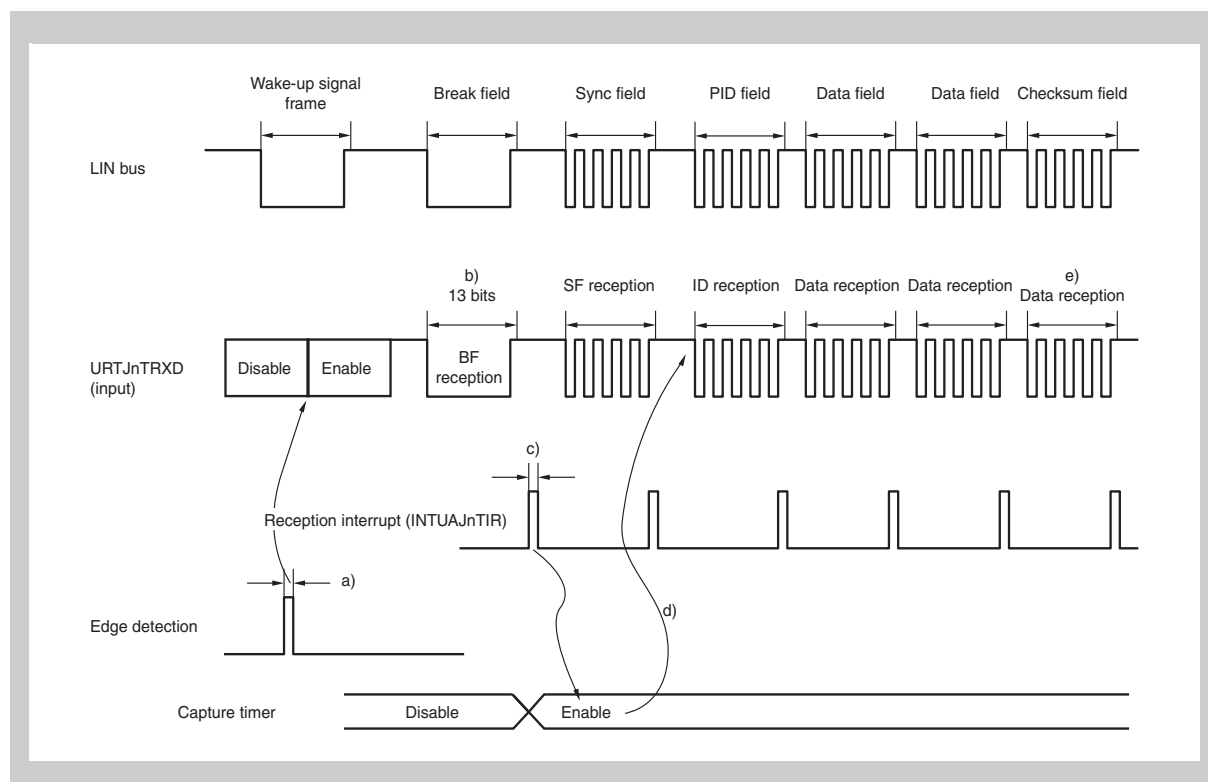 Wake-up signal
frame
Break field
Sync field
PID field
Data field
Data field
Checksum field
LIN bus
b)
13 bits
SF reception
ID reception
Data reception
Data reception
e)
Data reception
URTJnTRXD
(input)
Disable
Enable
BF
reception
c)
Reception interrupt (INTUAJnTIR)
a)
d)
Edge detection
Capture timer
Disable
Enable